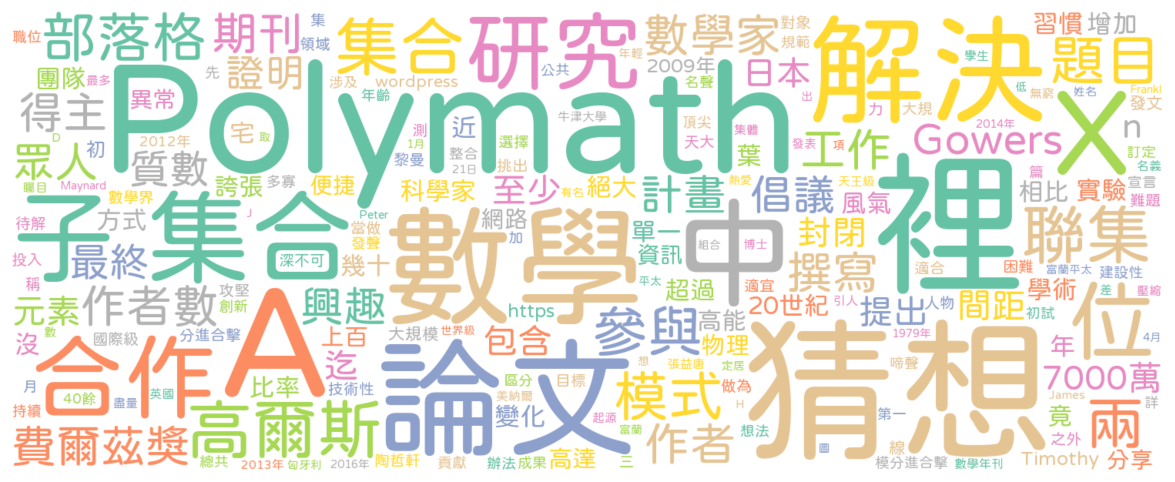 職位
部落格
期刊
集
領域
集合
研究
年輕
數學家
對象
規範
解決
習慣
增加
團隊
先
證明
涉及
wordpress
公共
2009年
名聲
日本
學生
題目
最多
得主
異常
年齡
Polymath
低
無窮
姓名
Frankl
發文
D
2012年
宅
取
測
1月
近
整合
21日
選擇
牛津大學
頂尖
天大
集體
發表
出
項
力
大規
2014年
X
n
訂定
名義
眾人
初
質數
黎曼
挑出
葉
工作
Gowers
矚目
Maynard
數學界
誇張
多寡
便捷
科學家
至少
絕大
計畫
倡議
熱愛
有名
天王級
風氣
裡
篇
宣言
相比
實驗
難題
待解
子集合
方式
J
Peter
當做
發聲
網路
加
數學
單一
資訊
中
組合
博士
封閉
聯集
投入
最終
深不可
幾十
平太
適宜
撰寫
適合
困難
富蘭平太
建設性
稱
元素
作者數
攻堅
創新
A
興趣
https
超過
20世紀
引人
提出
人物
間距
學術
差
壓縮
初試
沒
數
國際級
分進合擊
上百
大規模
世界級
包含
參與
高能
物理
猜想
1979年
位
4月
合作
迄
論文
想
張益唐
定居
啼聲
年
7000萬
月
40餘
盡量
英國
比率
技術性
區分
目標
美納爾
模式
做為
H
James
詳
持續
高爾斯
變化
起源
想法
第一
竟
兩
費爾茲獎
線
之外
總共
2013年
匈牙利
2016年
陶哲軒
貢獻
辦法
成果
高達
三
富蘭
作者
圖
模分進合擊
數學年刊
Timothy
分享